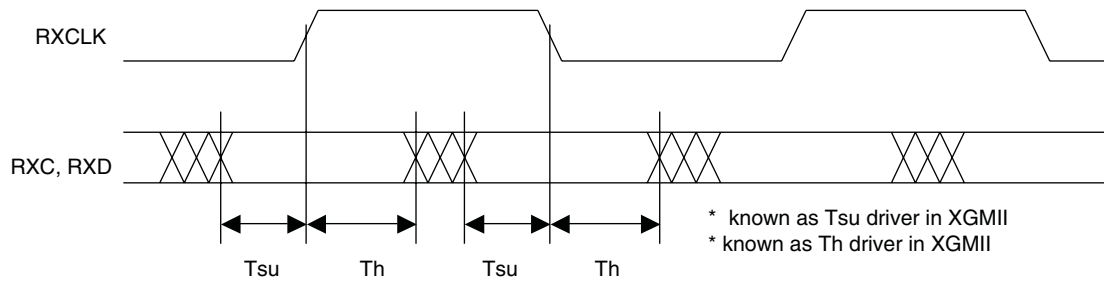 RXCLK
RXC, RXD
* known as Tsu driver in XGMII
* known as Th driver in XGMII
Tsu Th Tsu Th